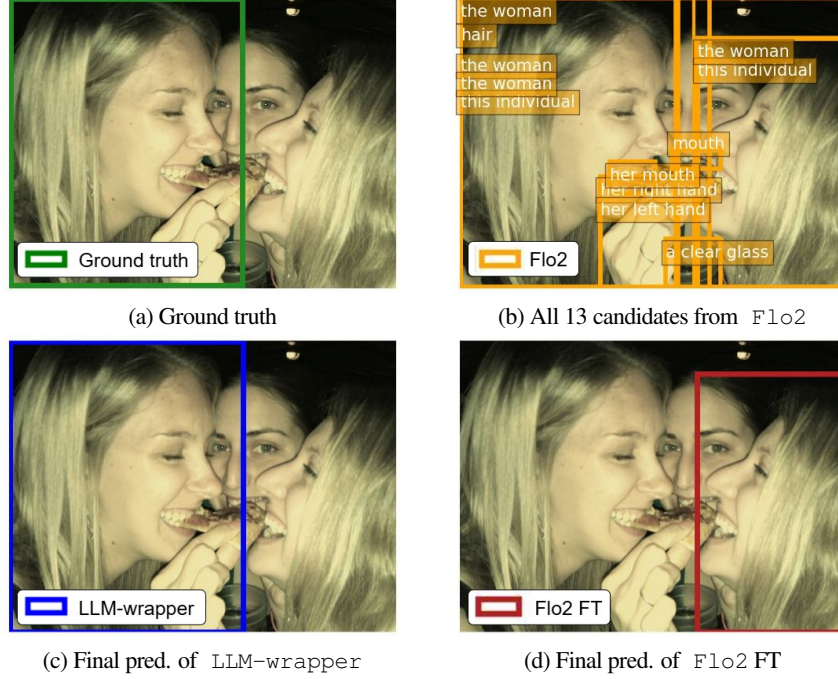 Ground truth
(a) Ground truth
the woman
hair
the woman
the woman
this individual
the woman
this individual
mouth
her mouth
her right hand
her left hand
a clear glass
Flo2
(b) All 13 candidates from Flo2
LLM-wrapper
(c) Final pred. of LLM-wrapper
Flo2 FT
(d) Final pred. of Flo2 FT